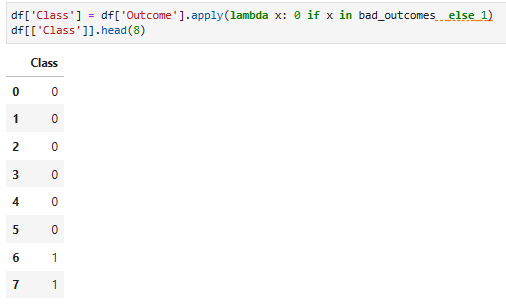 df['Class'] = df['Outcome'].apply(lambda x: 0 if x in bad_outcomes  else 1)
df[['Class']].head(8)
Class
0 0
1 0
2 0
3 0
4 0
5 0
6 1
7 1